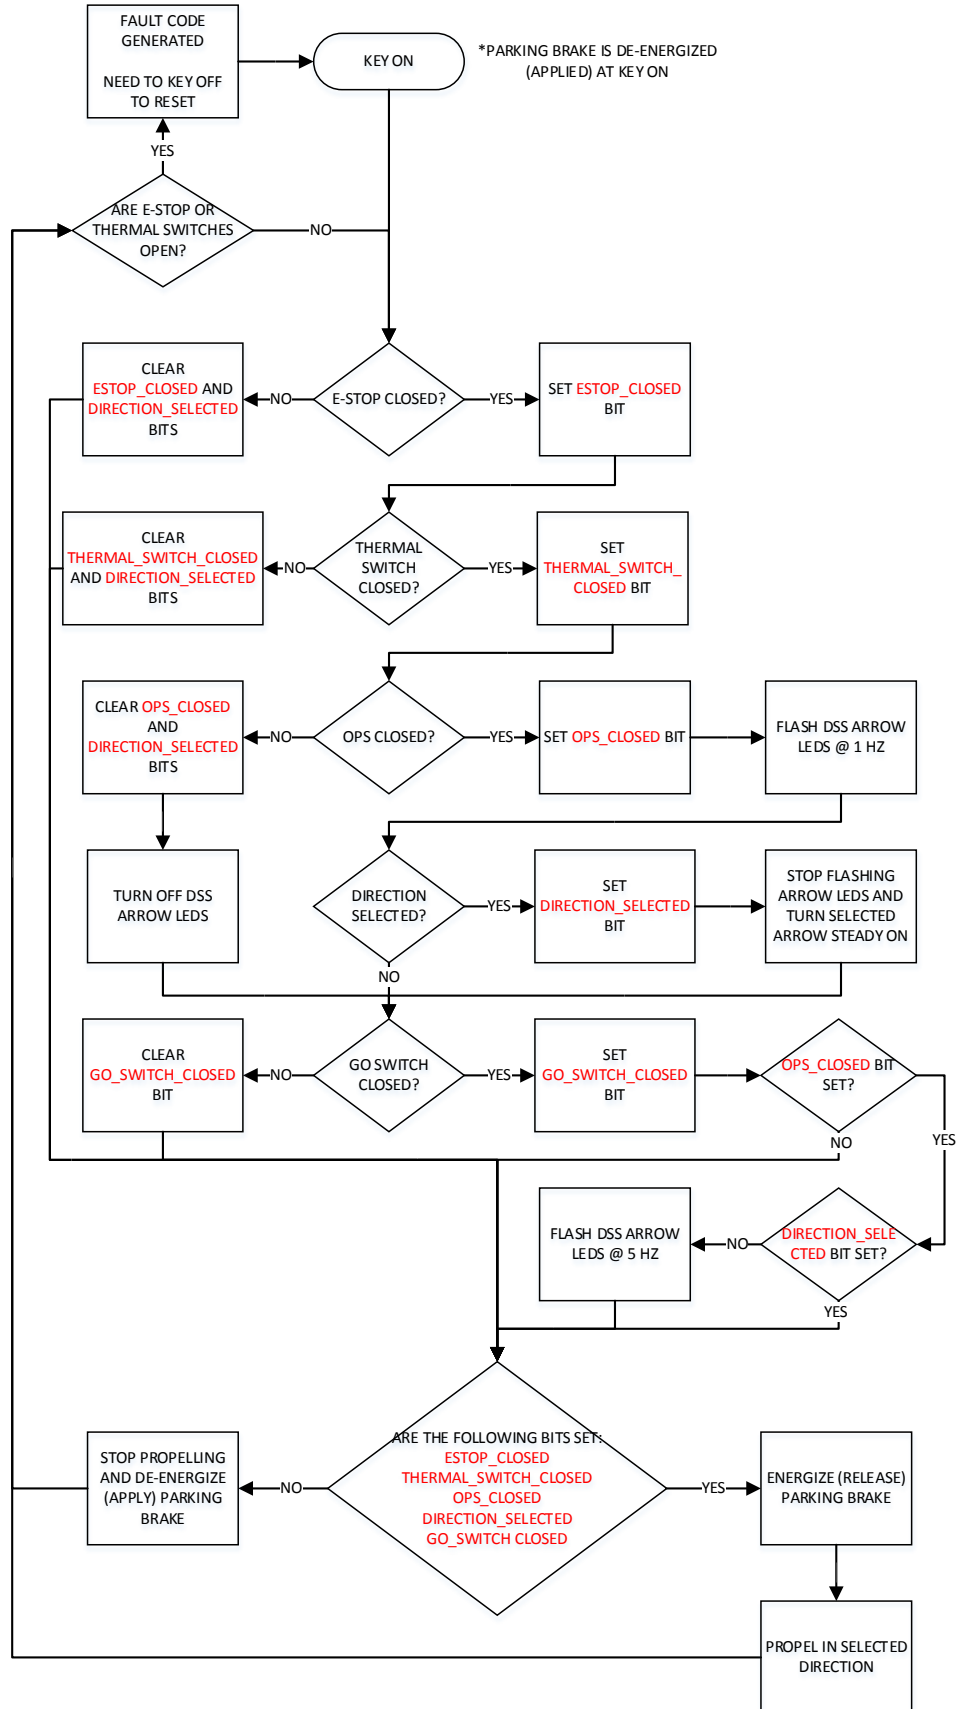 FAULT CODE
GENERATED
NEED TO KEY OFF
TO RESET
KEY ON
*PARKING BRAKE IS DE-ENERGIZED
(APPLIED) AT KEY ON
YES
ARE E-STOP OR
THERMAL SWITCHES
OPEN?
NO
CLEAR
ESTOP_CLOSED AND
DIRECTION_SELECTED
BITS
NO
E-STOP CLOSED?
YES
SET ESTOP_CLOSED
BIT
CLEAR
THERMAL_SWITCH_CLOSED
AND DIRECTION_SELECTED
BITS
NO
THERMAL
SWITCH
CLOSED?
YES
SET
THERMAL_SWITCH_
CLOSED BIT
CLEAR OPS_CLOSED
AND
DIRECTION_SELECTED
BITS
NO
OPS CLOSED?
YES
SET OPS_CLOSED BIT
FLASH DSS ARROW
LEDS @ 1 HZ
TURN OFF DSS
ARROW LEDS
DIRECTION
SELECTED?
YES
SET
DIRECTION_SELECTED
BIT
STOP FLASHING
ARROW LEDS AND
TURN SELECTED
ARROW STEADY ON
NO
CLEAR
GO_SWITCH_CLOSED
BIT
NO
GO SWITCH
CLOSED?
YES
SET
GO_SWITCH_CLOSED
BIT
OPS_CLOSED BIT
SET?
NO
YES
FLASH DSS ARROW
LEDS @ 5 HZ
NO
DIRECTION_SELE
CTED BIT SET?
YES
STOP PROPELLING
AND DE-ENERGIZE
(APPLY) PARKING
BRAKE
NO
ARE THE FOLLOWING BITS SET:
ESTOP_CLOSED
THERMAL_SWITCH_CLOSED
OPS_CLOSED
DIRECTION_SELECTED
GO_SWITCH CLOSED
YES
ENERGIZE (RELEASE)
PARKING BRAKE
PROPEL IN SELECTED
DIRECTION